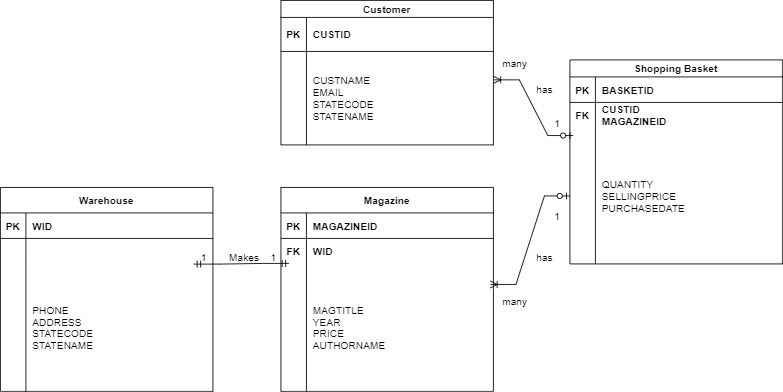 Customer
PK CUSTID
CUSTNAME
EMAIL
STATECODE
STATENAME
many
has
1
Shopping Basket
PK BASKETID
FK CUSTID
MAGAZINEID
QUANTITY
SELLINGPRICE
PURCHASEDATE
1
has
many
Warehouse
PK WID
PHONE
ADDRESS
STATECODE
STATENAME
1 Makes 1
Magazine
PK MAGAZINEID
FK WID
MAGTITLE
YEAR
PRICE
AUTHORNAME